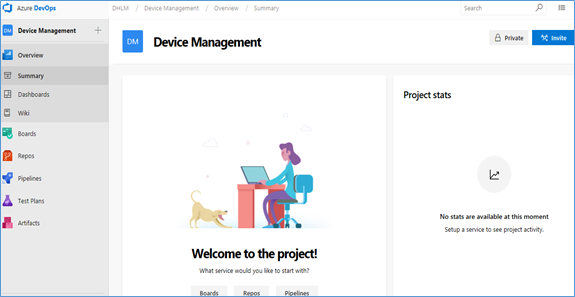 Azure DevOps DHLM / Device Management / Overview / Summary Search
DM Device Management +
Overview
Summary
Dashboards
Wiki
Boards
Repos
Pipelines
Test Plans
Artifacts
DM Device Management Private Invite
Welcome to the project!
What service would you like to start with?
Boards Repos Pipelines
Project stats
No stats are available at this moment
Setup a service to see project activity.